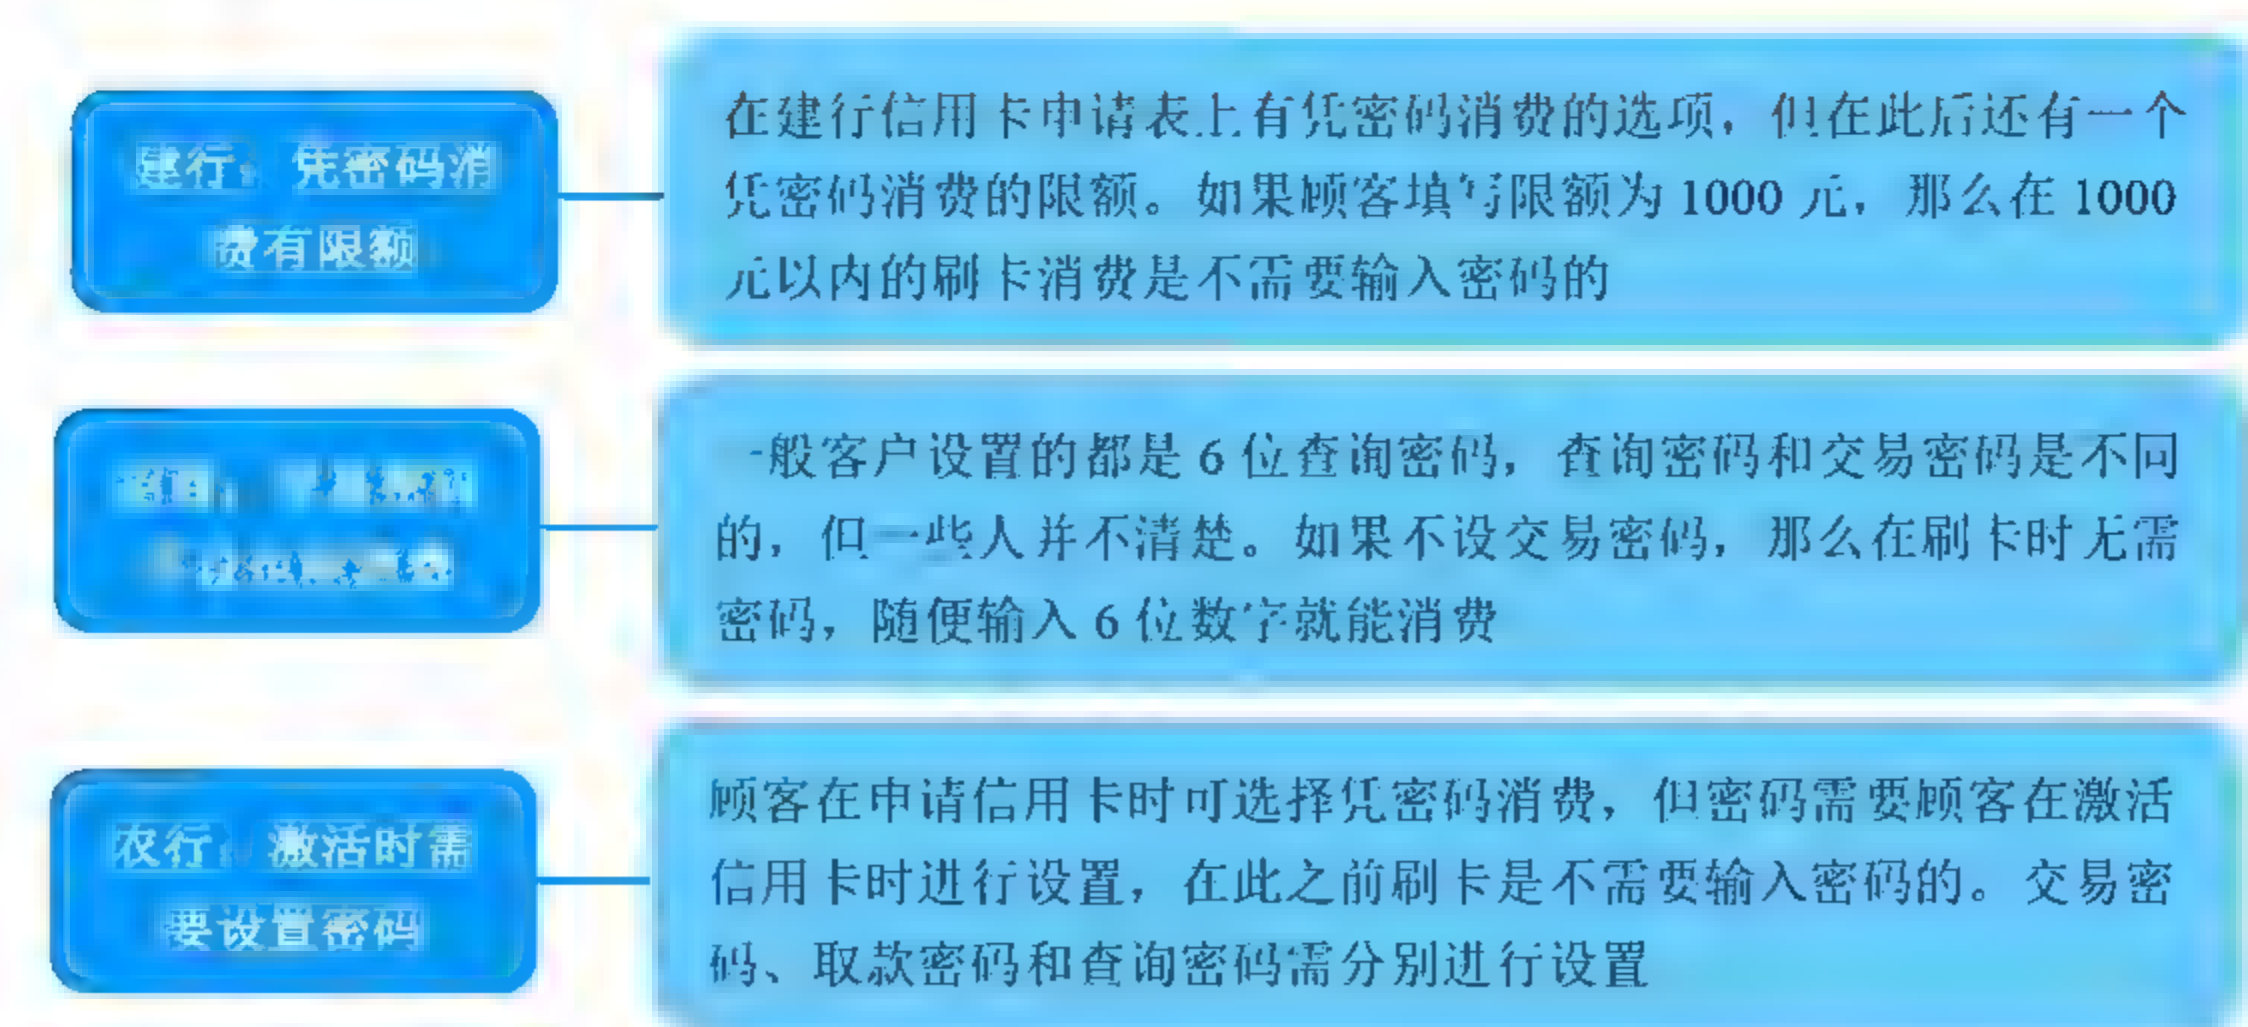 建行：凭密码消
费有限额
在建行信用卡申请表上有凭密码消费的选项，但在此后还有一个
凭密码消费的限额。如果顾客填写限额为 1000 元，那么在 1000
元以内的刷卡消费是不需要输入密码的
一般客户设置的都是 6 位查询密码，查询密码和交易密码是不同
的，但一些人并不清楚。如果不设交易密码，那么在刷卡时无需
密码，随便输入 6 位数字就能消费
农行：激活时需
要设置密码
顾客在申请信用卡时可选择凭密码消费，但密码需要顾客在激活
信用卡时进行设置，在此之前刷卡是不需要输入密码的。交易密
码、取款密码和查询密码需分别进行设置